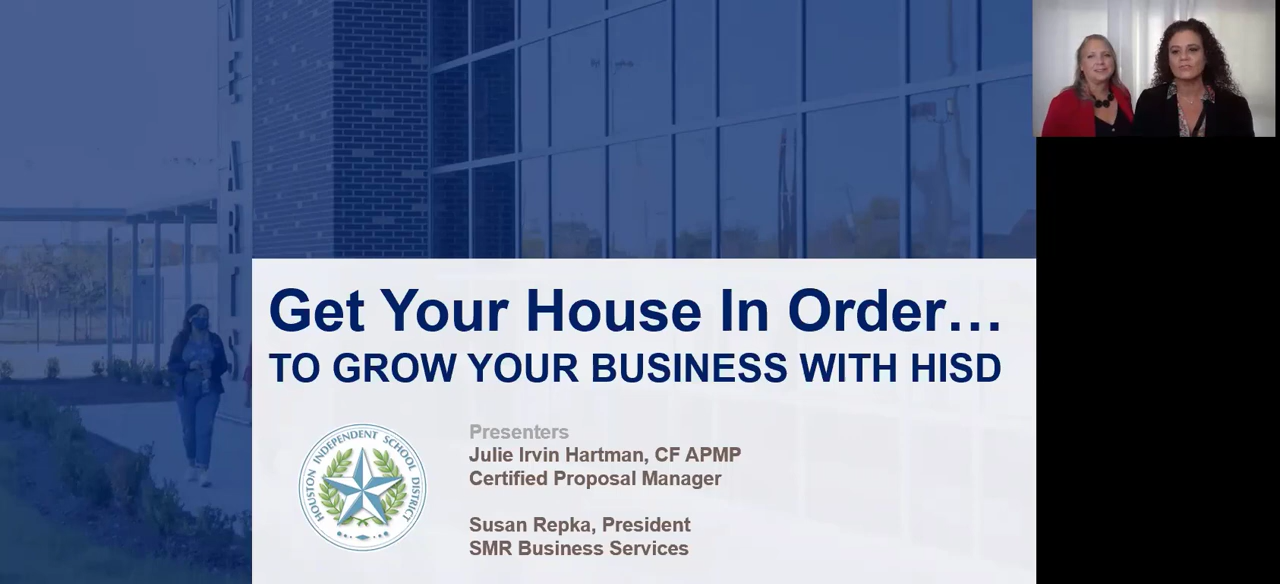 Get Your House In Order…
TO GROW YOUR BUSINESS WITH HISD
HOUSTON INDEPENDENT SCHOOL DISTRICT
Presenters
Julie Irvin Hartman, CF APMP
Certified Proposal Manager
Susan Repka, President
SMR Business Services